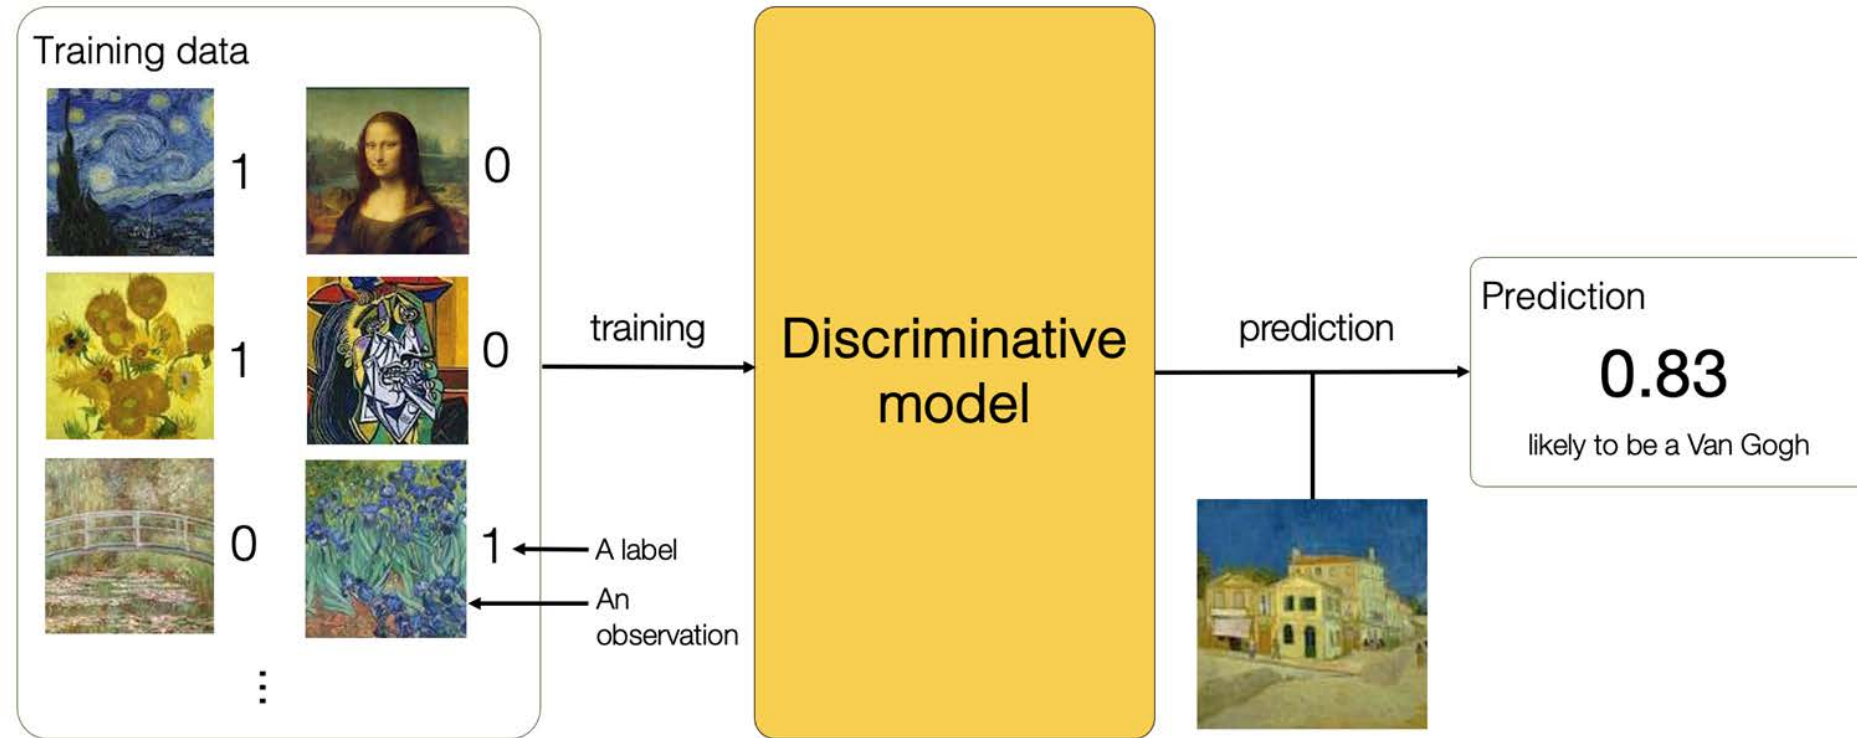 Training data
1
0
1
0
0
1
A label
An
observation
⋮
training
Discriminative
model
prediction
Prediction
0.83
likely to be a Van Gogh